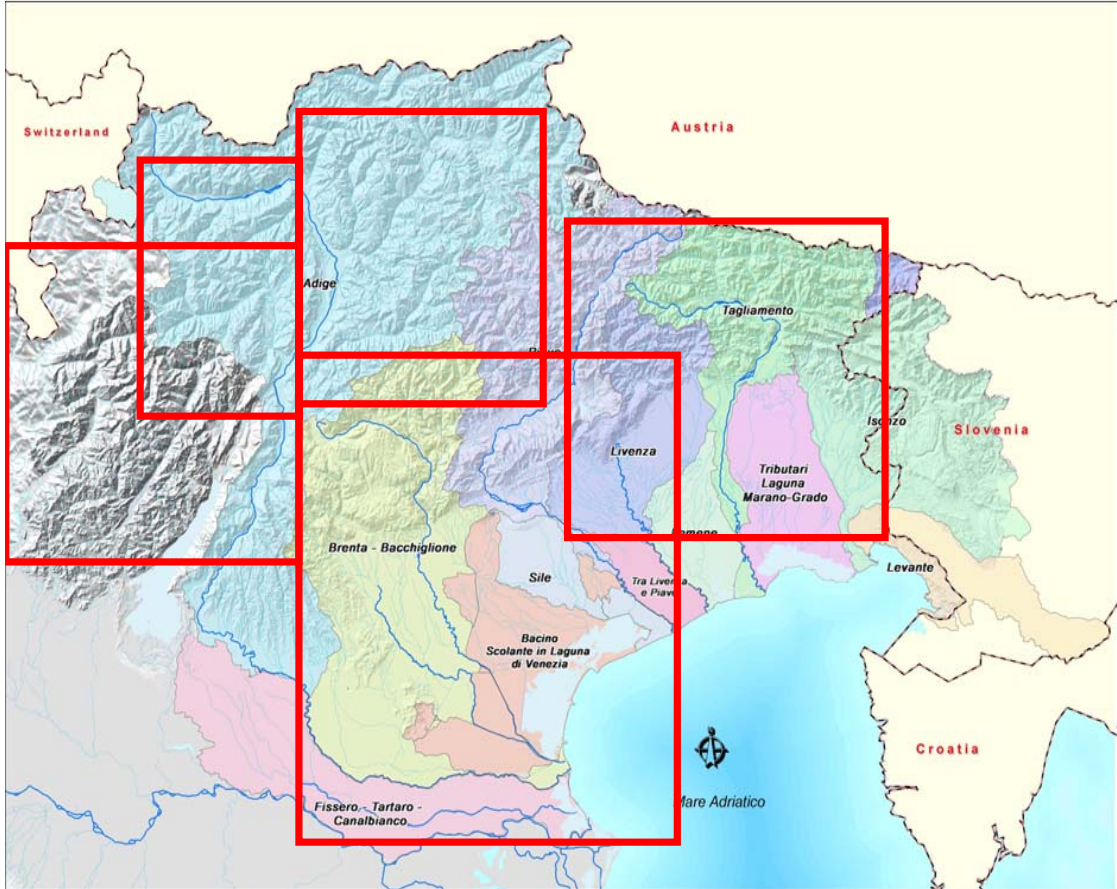 Austria
Switzerland
Adige
Tagliamento
Isonzo
Slovenia
Livenza
Tributari
Laguna
Marano-Grado
Brenta - Bacchiglione
Levante
Sile
Tra Livenza
e Piave
Bacino
Scolante in Laguna
di Venezia
Croatia
Fissero - Tartaro -
Canalbianco
Mare Adriatico